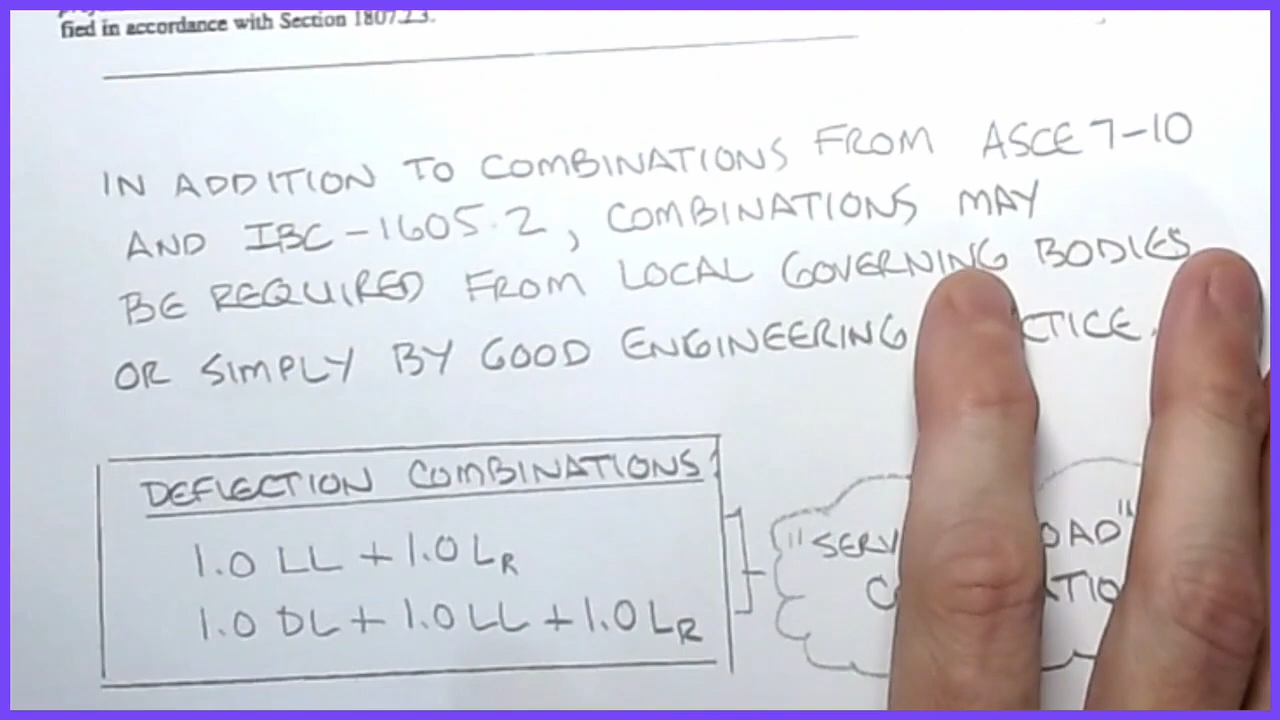 fied in accordance with Section 1807.2.3.
IN ADDITION TO COMBINATIONS FROM ASCE 7-10
AND IBC-1605.2, COMBINATIONS MAY
BE REQUIRED FROM LOCAL GOVERNING BODIES
OR SIMPLY BY GOOD ENGINEERING
DEFLECTION COMBINATIONS:
1.0 LL + 1.0 LR
1.0 DL + 1.0 LL + 1.0 LR